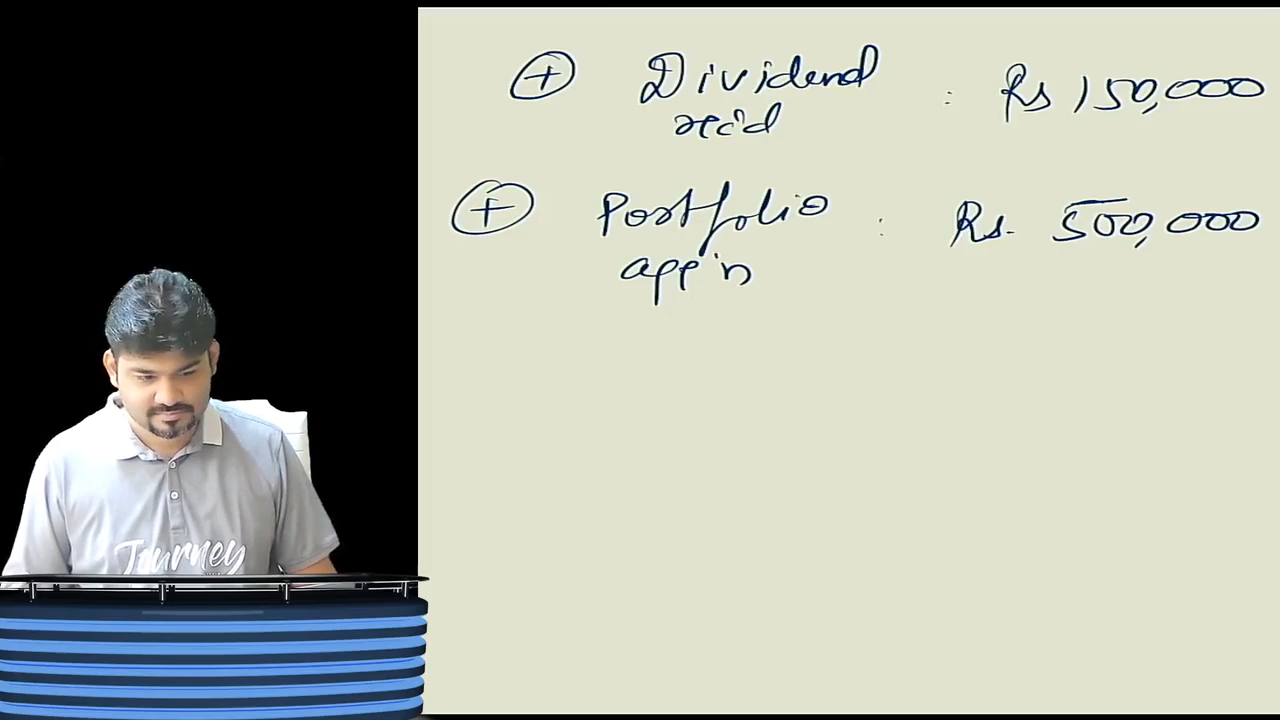 + Dividend : Rs 150,000
rec'd
+ Portfolio : Rs. 500,000
app'n
Journey